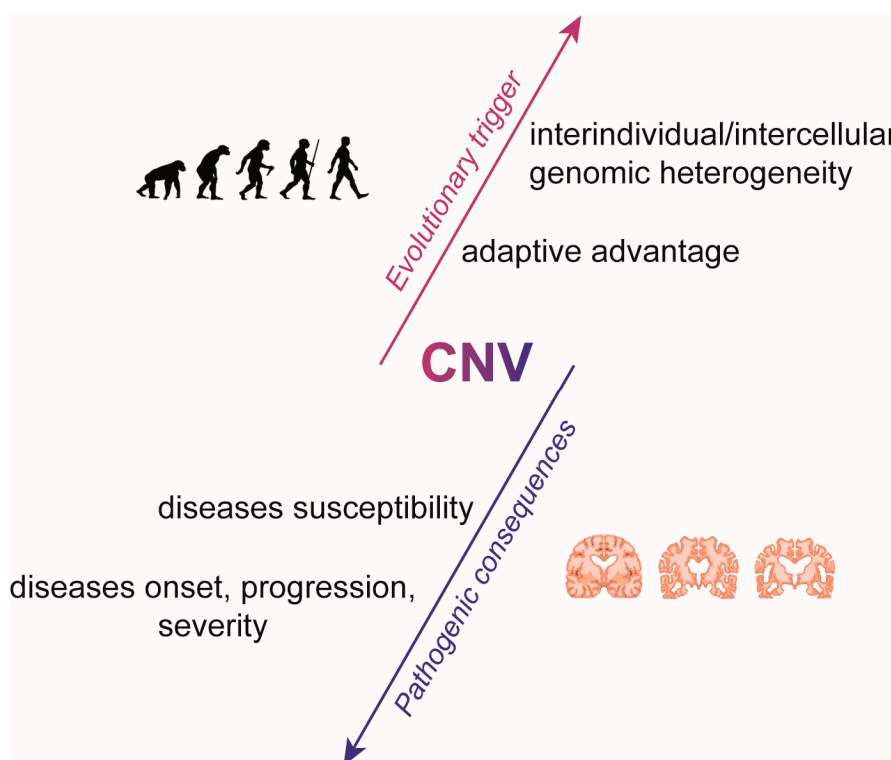 Evolutionary trigger
interindividual/intercellular
genomic heterogeneity
adaptive advantage
CNV
Pathogenic consequences
diseases susceptibility
diseases onset, progression,
severity